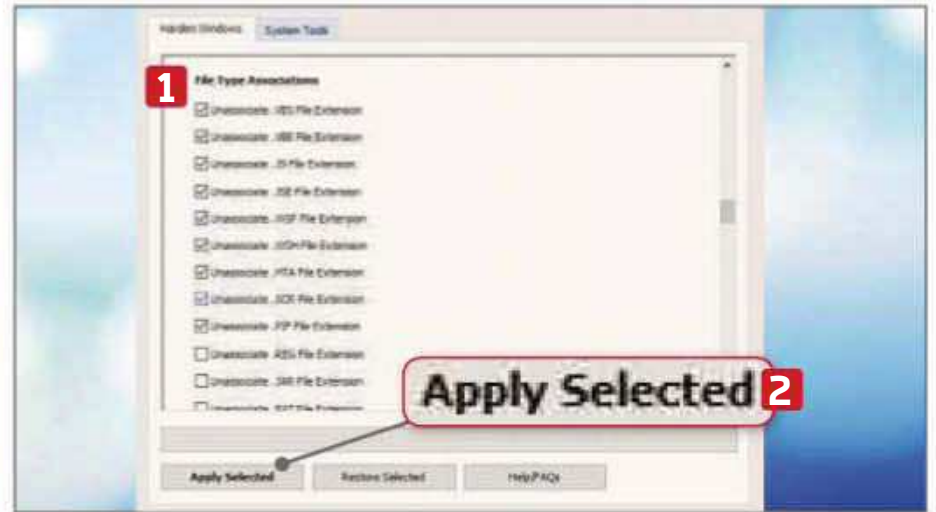 Harden Windows System Tools
1
File Type Associations
Unassociate .VBS File Extension
Unassociate .VBE File Extension
Unassociate .JS File Extension
Unassociate .JSE File Extension
Unassociate .WSF File Extension
Unassociate .WSH File Extension
Unassociate .HTA File Extension
Unassociate .SCR File Extension
Unassociate .PIF File Extension
Unassociate .REG File Extension
Unassociate .JAR File Extension
Unassociate File Extension
Apply Selected 2
Apply Selected Restore Selected Help/FAQs